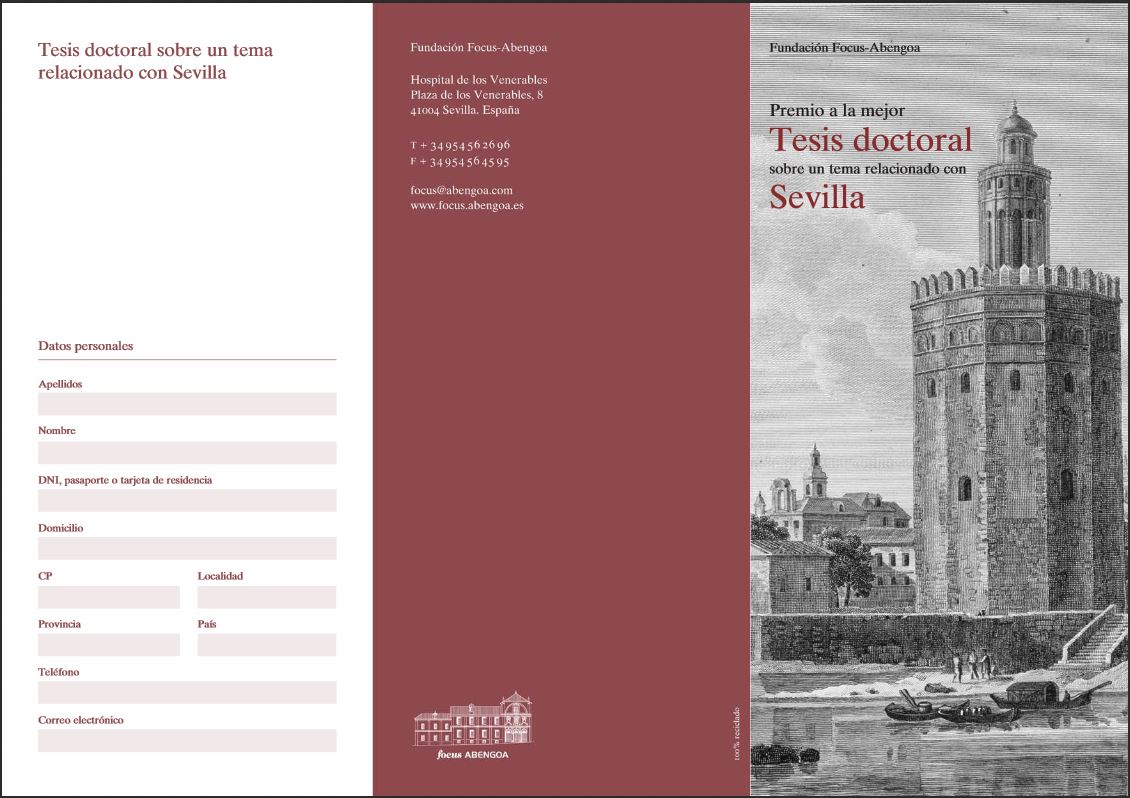 Tesis doctoral sobre un tema
relacionado con Sevilla
Datos personales
Apellidos
Nombre
DNI, pasaporte o tarjeta de residencia
Domicilio
CP
Localidad
Provincia
País
Teléfono
Correo electrónico
Fundación Focus-Abengoa
Hospital de los Venerables
Plaza de los Venerables, 8
41004 Sevilla. España
T + 34 954 56 26 96
F + 34 954 56 45 95
focus@abengoa.com
www.focus.abengoa.es
focus ABENGOA
100% reciclado
Fundación Focus-Abengoa
Premio a la mejor
Tesis doctoral
sobre un tema relacionado con
Sevilla